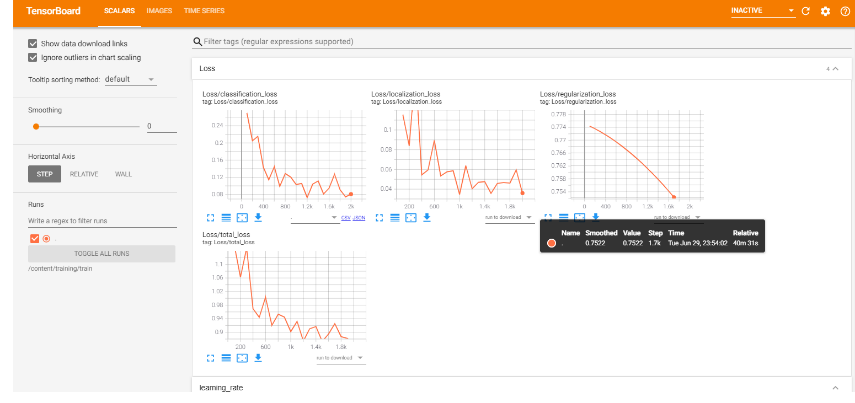 TensorBoard SCALARS IMAGES TIME SERIES INACTIVE
Show data download links
Ignore outliers in chart scaling
Tooltip sorting method: default
Smoothing
0
Horizontal Axis
STEP RELATIVE WALL
Runs
Write a regex to filter runs
TOGGLE ALL RUNS
/content/training/train
Filter tags (regular expressions supported)
Loss 4
Loss/classification_loss
tag: Loss/classification_loss
0.24
0.2
0.16
0.12
0.08
0 400 800 1.2k 1.6k 2k
CSV JSON
Loss/localization_loss
tag: Loss/localization_loss
0.1
0.08
0.06
0.04
200 600 1k 1.4k 1.8k
run to download
Loss/regularization_loss
tag: Loss/regularization_loss
0.778
0.774
0.77
0.766
0.762
0.758
0.754
0 400 800 1.2k 1.6k 2k
run to download
Name Smoothed Value Step Time Relative
. 0.7522 0.7522 1.7k Tue Jun 29, 23:54:02 40m 31s
Loss/total_loss
tag: Loss/total_loss
1.1
1.06
1.02
0.98
0.94
0.9
200 600 1k 1.4k 1.8k
run to download
learning_rate